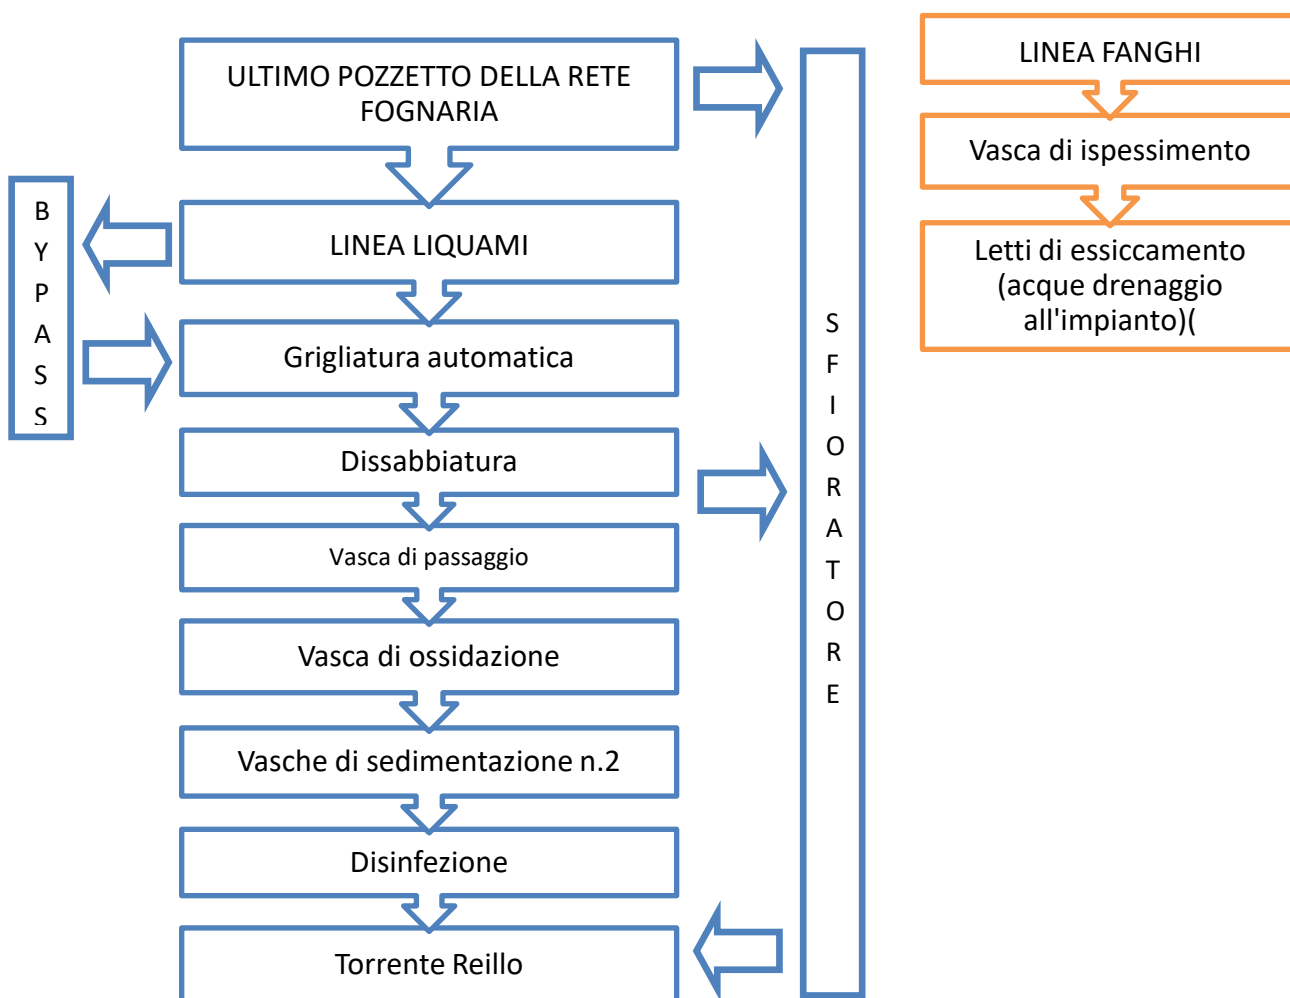 ULTIMO POZZETTO DELLA RETE
FOGNARIA
LINEA LIQUAMI
Grigliatura automatica
Dissabbiatura
Vasca di passaggio
Vasca di ossidazione
Vasche di sedimentazione n.2
Disinfezione
Torrente Reillo
B
Y
P
A
S
S
S
F
I
O
R
A
T
O
R
E
LINEA FANGHI
Vasca di ispessimento
Letti di essiccamento
(acque drenaggio
all'impianto)(